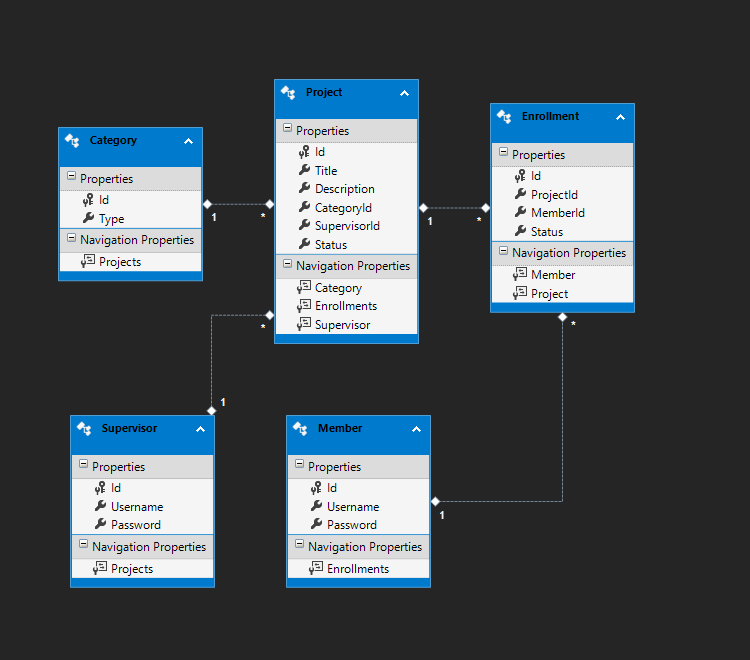 Project
Properties
Id
Title
Description
CategoryId
SupervisorId
Status
Navigation Properties
Category
Enrollments
Supervisor
Enrollment
Properties
Id
ProjectId
MemberId
Status
Navigation Properties
Member
Project
Category
Properties
Id
Type
Navigation Properties
Projects
1
*
1
*
*
1
*
1
Supervisor
Properties
Id
Username
Password
Navigation Properties
Projects
Member
Properties
Id
Username
Password
Navigation Properties
Enrollments